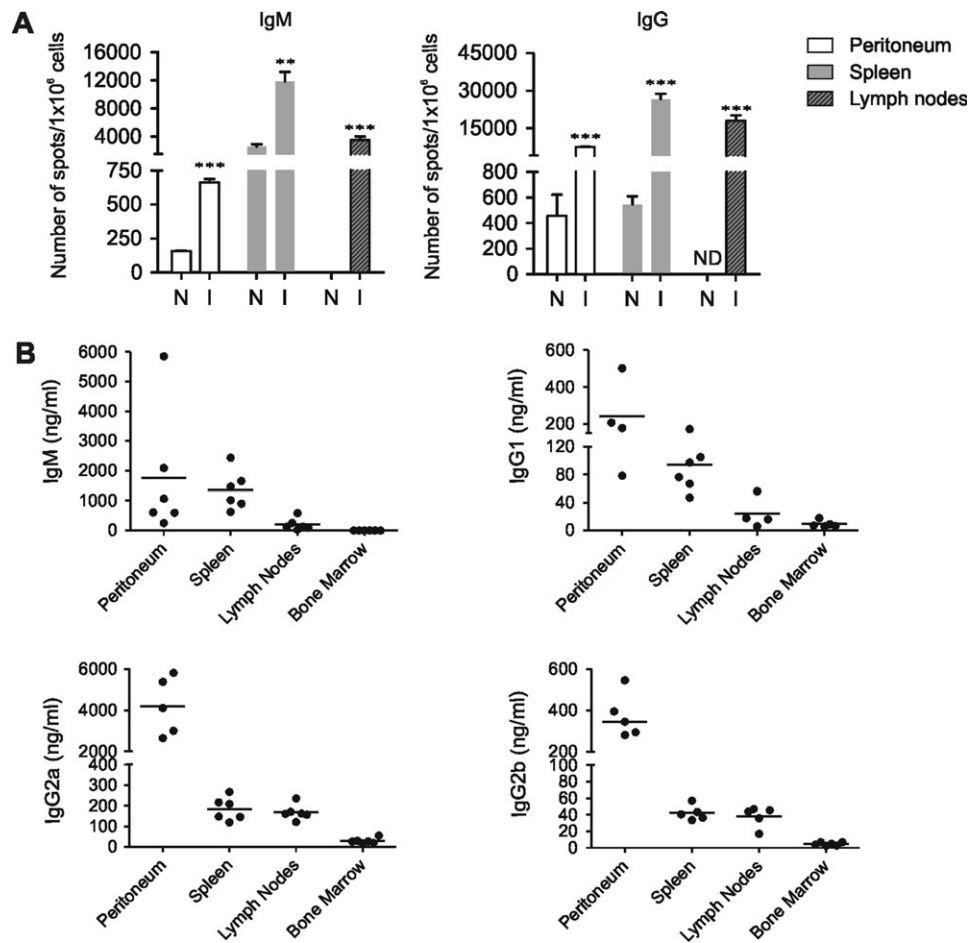 A
IgM
IgG
Number of spots/1x10⁶ cells
16000
12000
8000
4000
750
500
250
0
**
***
***
N I N I N I
Number of spots/1x10⁶ cells
45000
30000
15000
800
600
400
200
0
***
***
***
ND
N I N I N I
Peritoneum
Spleen
Lymph nodes
B
IgM (ng/ml)
6000
5000
4000
3000
2000
1000
0
Peritoneum
Spleen
Lymph Nodes
Bone Marrow
IgG1 (ng/ml)
600
400
200
120
80
40
0
Peritoneum
Spleen
Lymph Nodes
Bone Marrow
IgG2a (ng/ml)
6000
4000
2000
400
300
200
100
0
Peritoneum
Spleen
Lymph Nodes
Bone Marrow
IgG2b (ng/ml)
600
400
200
100
80
60
40
20
0
Peritoneum
Spleen
Lymph Nodes
Bone Marrow